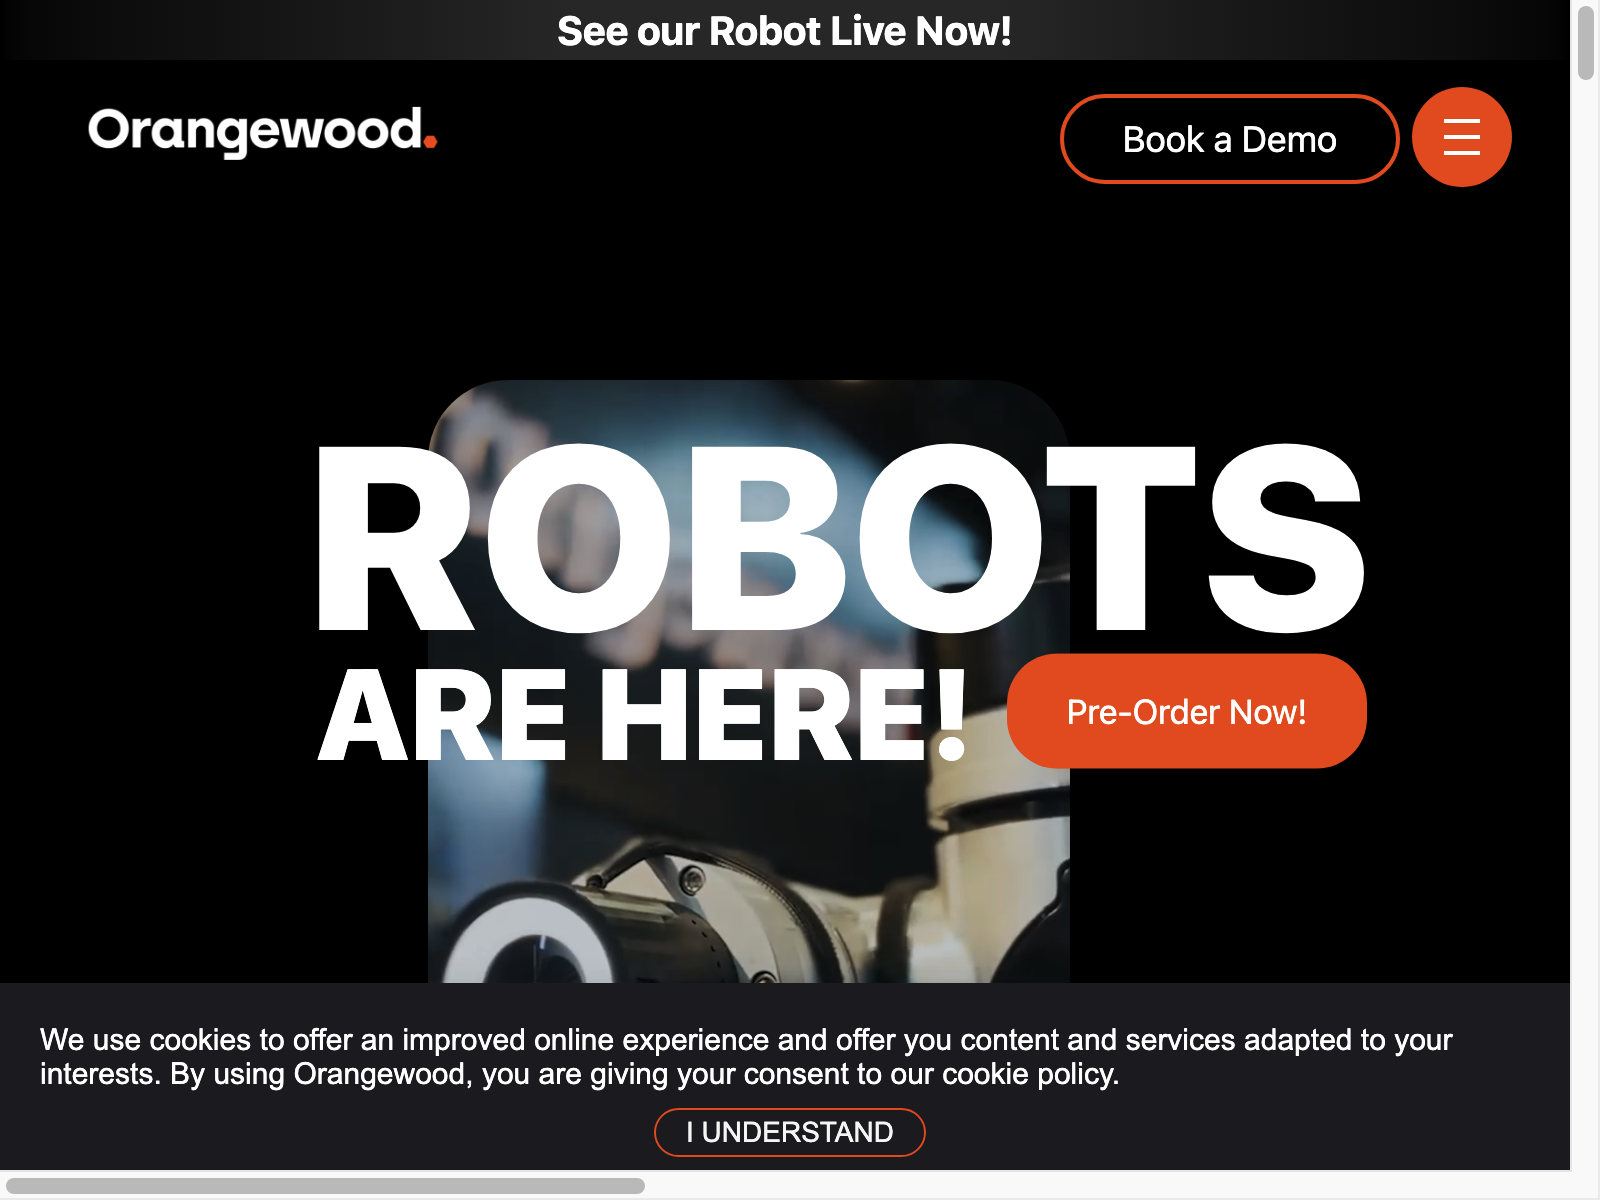 See our Robot Live Now!
Orangewood.
Book a Demo
ROBOTS
ARE HERE!
Pre-Order Now!
We use cookies to offer an improved online experience and offer you content and services adapted to your
interests. By using Orangewood, you are giving your consent to our cookie policy.
I UNDERSTAND